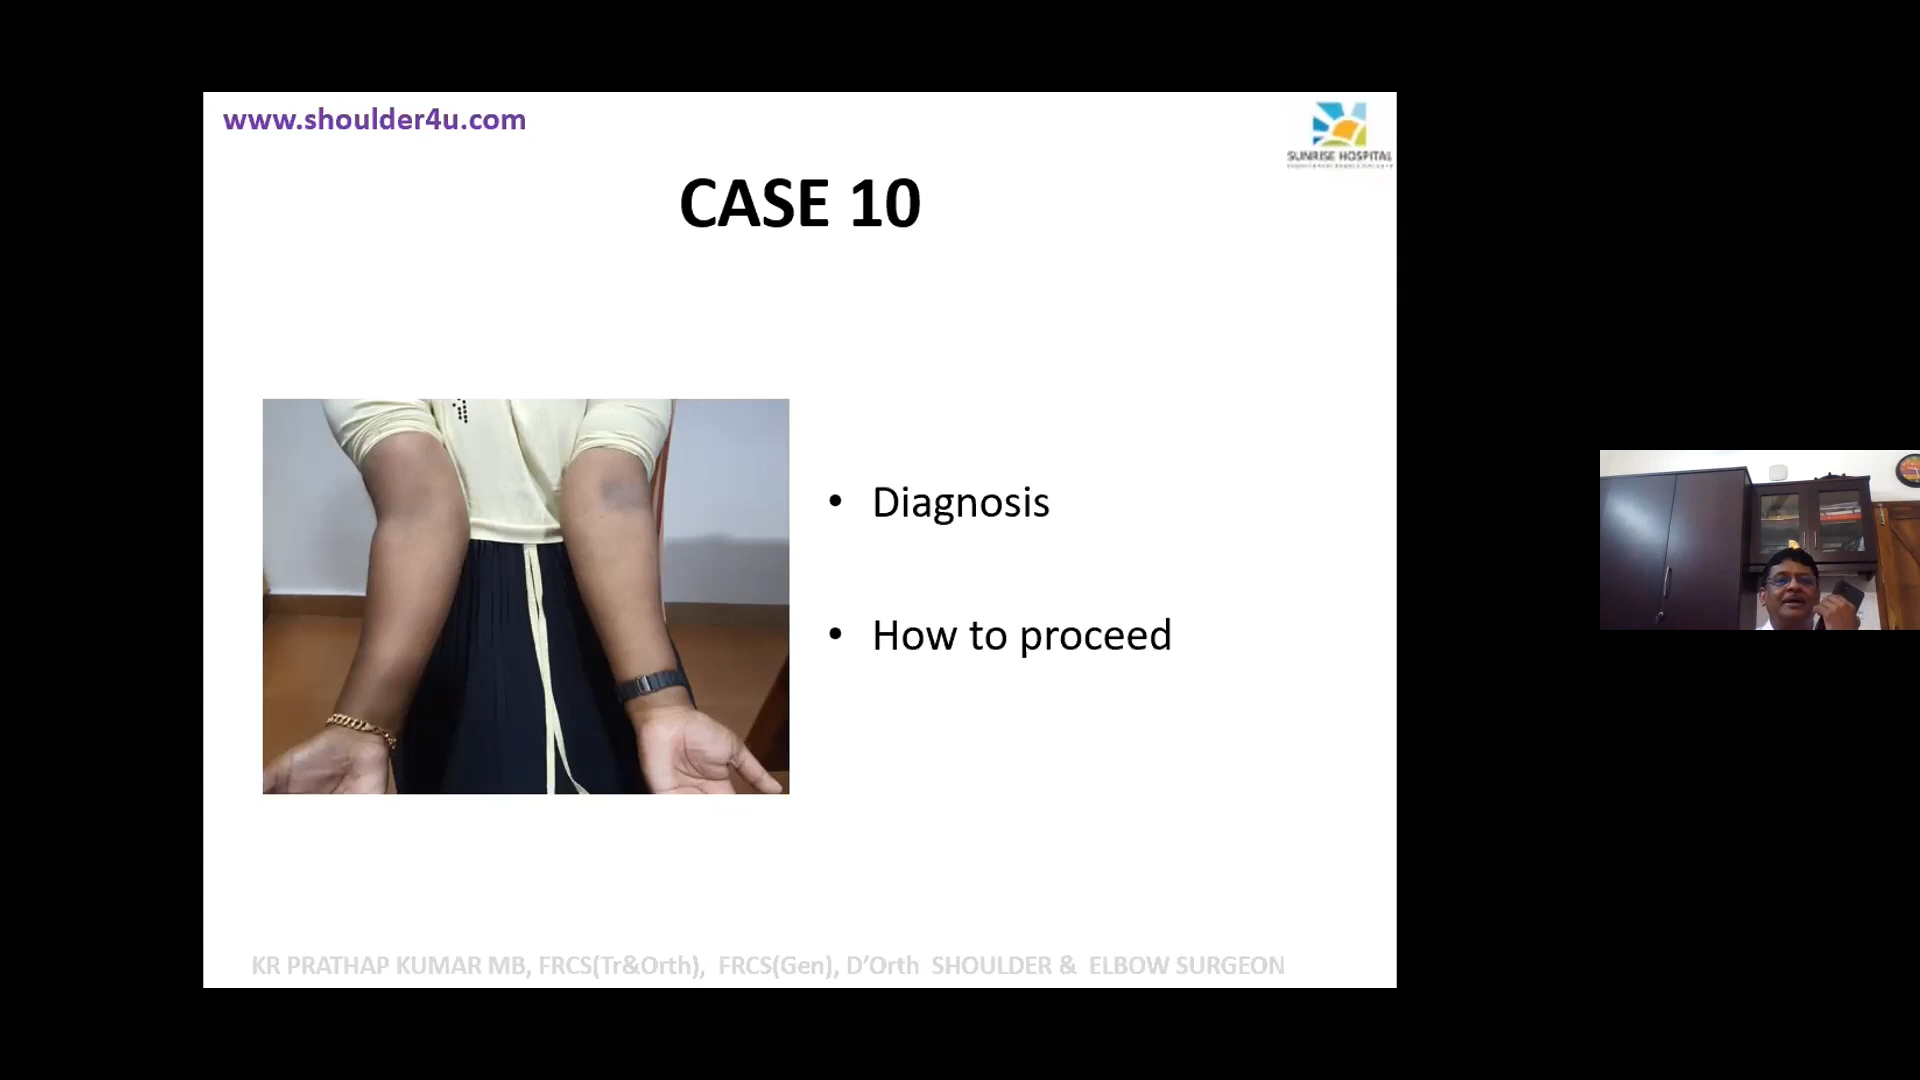 www.shoulder4u.com
SUNRISE HOSPITAL
CASE 10
• Diagnosis
• How to proceed
KR PRATHAP KUMAR MB, FRCS(Tr&Orth), FRCS(Gen), D’Orth SHOULDER & ELBOW SURGEON